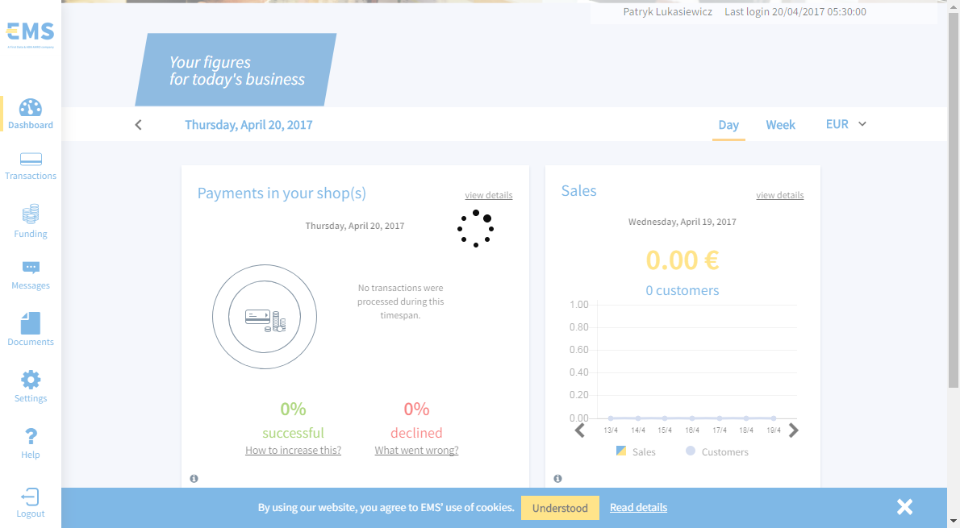 Patryk Lukasiewicz Last login 20/04/2017 05:30:00
EMS
Your figures
for today's business
Thursday, April 20, 2017
Day
Week
EUR
Dashboard
Transactions
Funding
Messages
Documents
Settings
Help
Logout
Payments in your shop(s)
view details
Thursday, April 20, 2017
No transactions were
processed during this
timespan.
0%
successful
How to increase this?
0%
declined
What went wrong?
Sales
view details
Wednesday, April 19, 2017
0.00 €
0 customers
1.00
0.80
0.60
0.40
0.20
0.00
13/4 14/4 15/4 16/4 17/4 18/4 19/4
Sales Customers
By using our website, you agree to EMS' use of cookies. Understood Read details